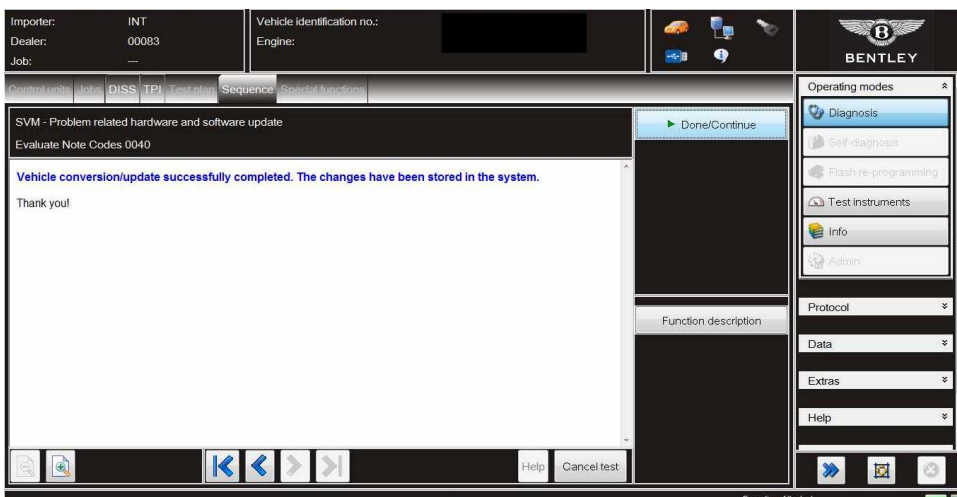 Importer: INT
Dealer: 00083
Job: ---
Vehicle identification no.:
Engine:
B
BENTLEY
Control units Jobs DISS TPI Test plan Sequence Special functions
SVM - Problem related hardware and software update
Evaluate Note Codes 0040
Vehicle conversion/update successfully completed. The changes have been stored in the system.
Thank you!
Done/Continue
Function description
Help Cancel test
Operating modes
Diagnosis
Self-diagnosis
Flash re-programming
Test instruments
Info
Admin
Protocol
Data
Extras
Help